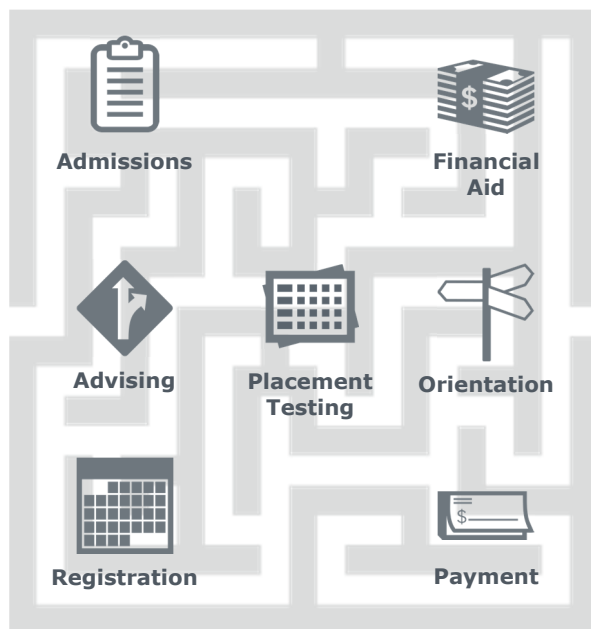 Admissions
$
Financial
Aid
Advising
Placement
Testing
Orientation
Registration
$
Payment